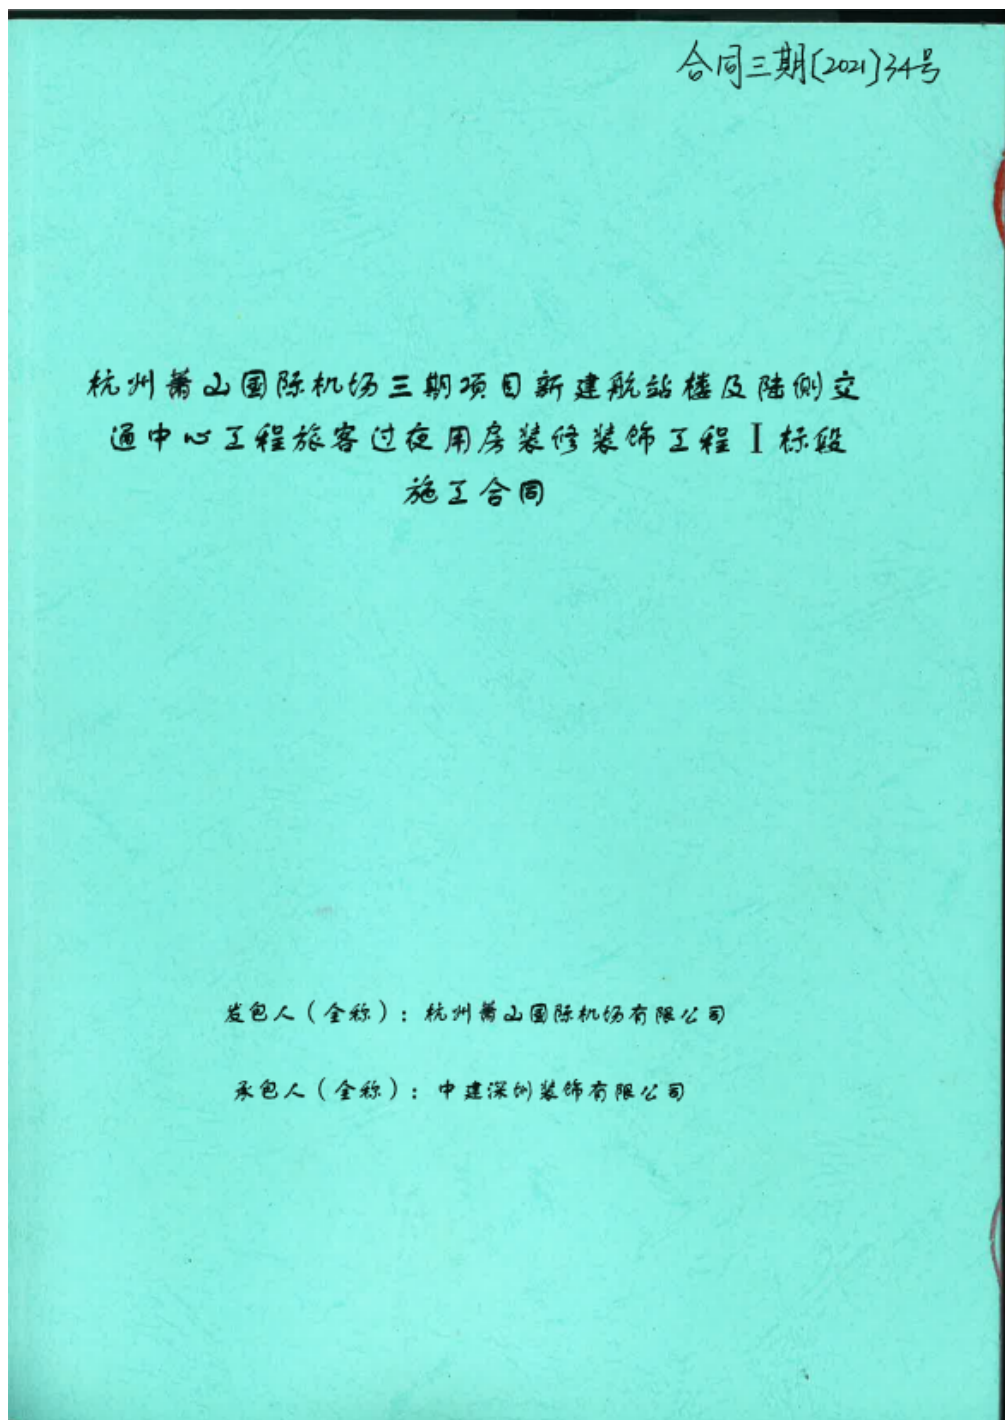 合同三期[2021]34号
杭州萧山国际机场三期项目新建航站楼及陆侧交
通中心工程旅客过夜用房装修装饰工程Ⅰ标段
施工合同
发包人（全称）：杭州萧山国际机场有限公司
承包人（全称）：中建深圳装饰有限公司